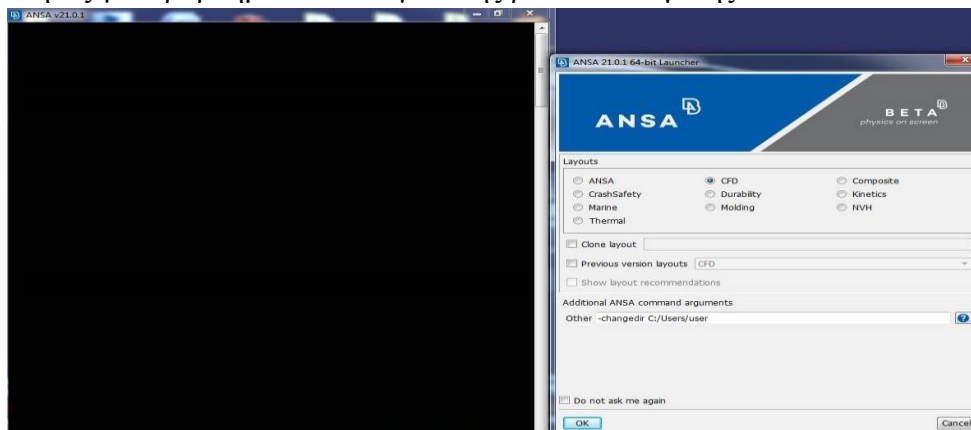 ANSA v21.0.1
ANSA 21.0.1 64-bit Launcher
ANSA
BETA
physics on screen
Layouts
ANSA CFD Composite
CrashSafety Durability Kinetics
Marine Molding NVH
Thermal
Clone layout
Previous version layouts CFD
Show layout recommendations
Additional ANSA command arguments
Other -changedir C:/Users/user
Do not ask me again
OK Cancel